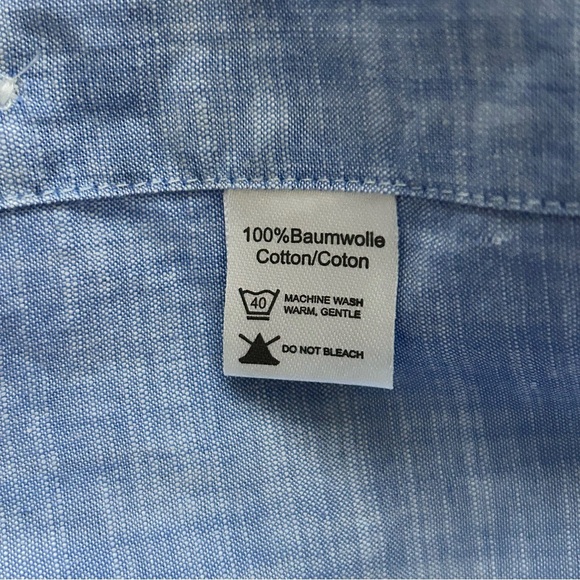 100%Baumwolle
Cotton/Coton
40
MACHINE WASH
WARM, GENTLE
DO NOT BLEACH